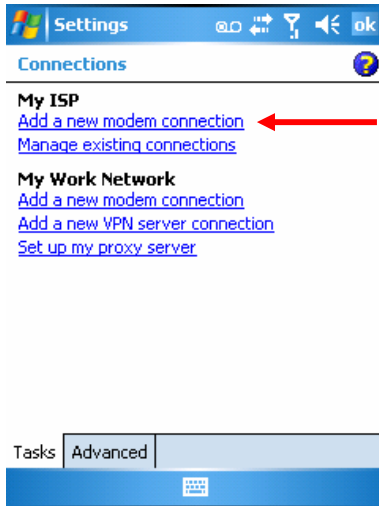 Settings
ok
Connections
?
My ISP
Add a new modem connection
Manage existing connections
My Work Network
Add a new modem connection
Add a new VPN server connection
Set up my proxy server
Tasks
Advanced